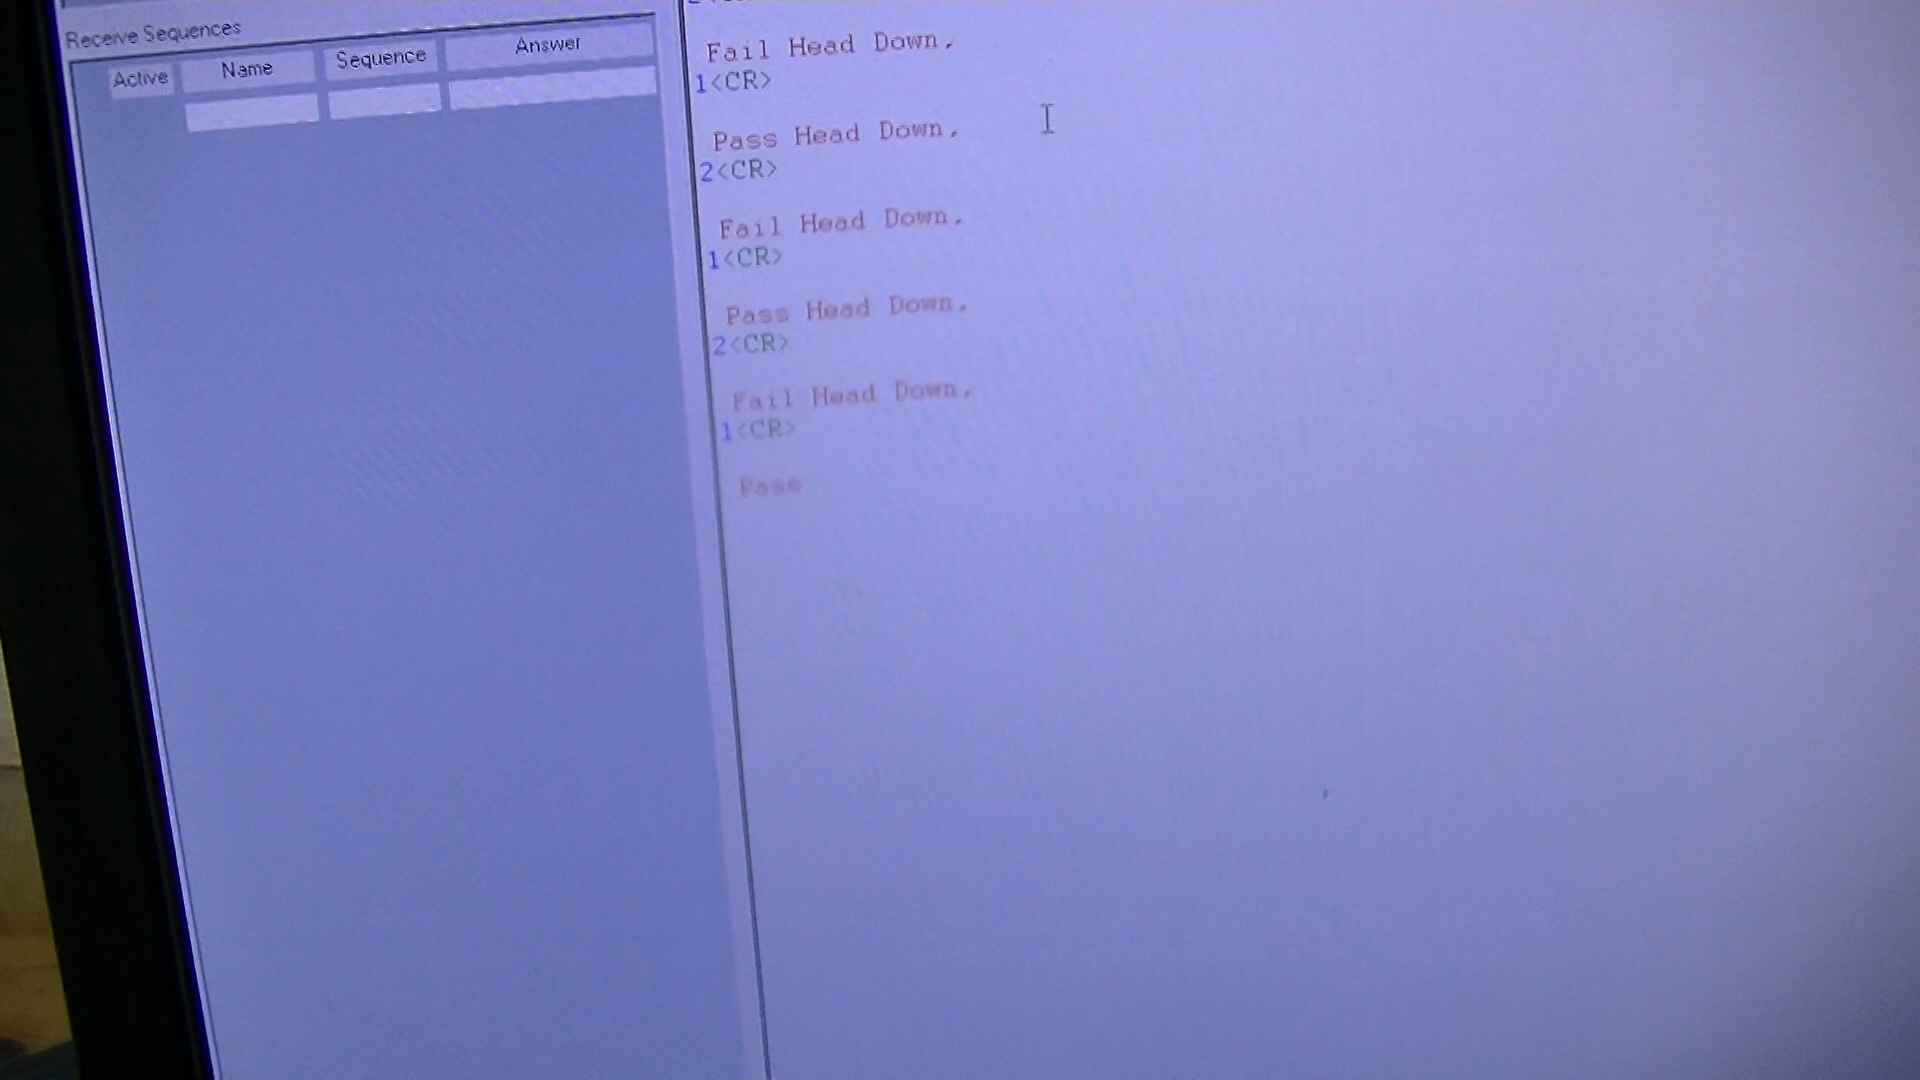 Receive Sequences
Active Name Sequence Answer
Fail Head Down,
1<CR>
Pass Head Down,
2<CR>
Fail Head Down,
1<CR>
Pass Head Down,
2<CR>
Fail Head Down,
1<CR>
Pass